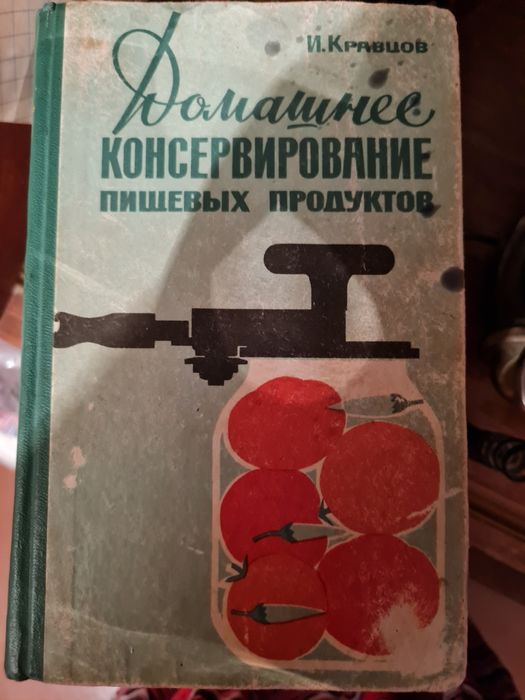 И. Кравцов
Домашнее
КОНСЕРВИРОВАНИЕ
ПИЩЕВЫХ ПРОДУКТОВ